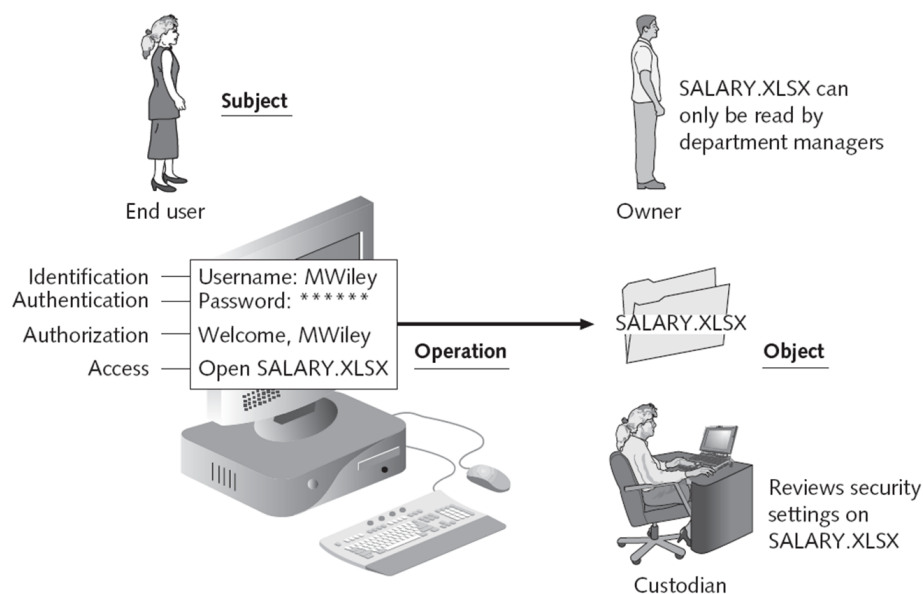 Subject
End user
SALARY.XLSX can
only be read by
department managers
Owner
Identification
Username: MWiley
Authentication
Password: ******
Authorization
Welcome, MWiley
Access
Open SALARY.XLSX
Operation
SALARY.XLSX
Object
Reviews security
settings on
SALARY.XLSX
Custodian